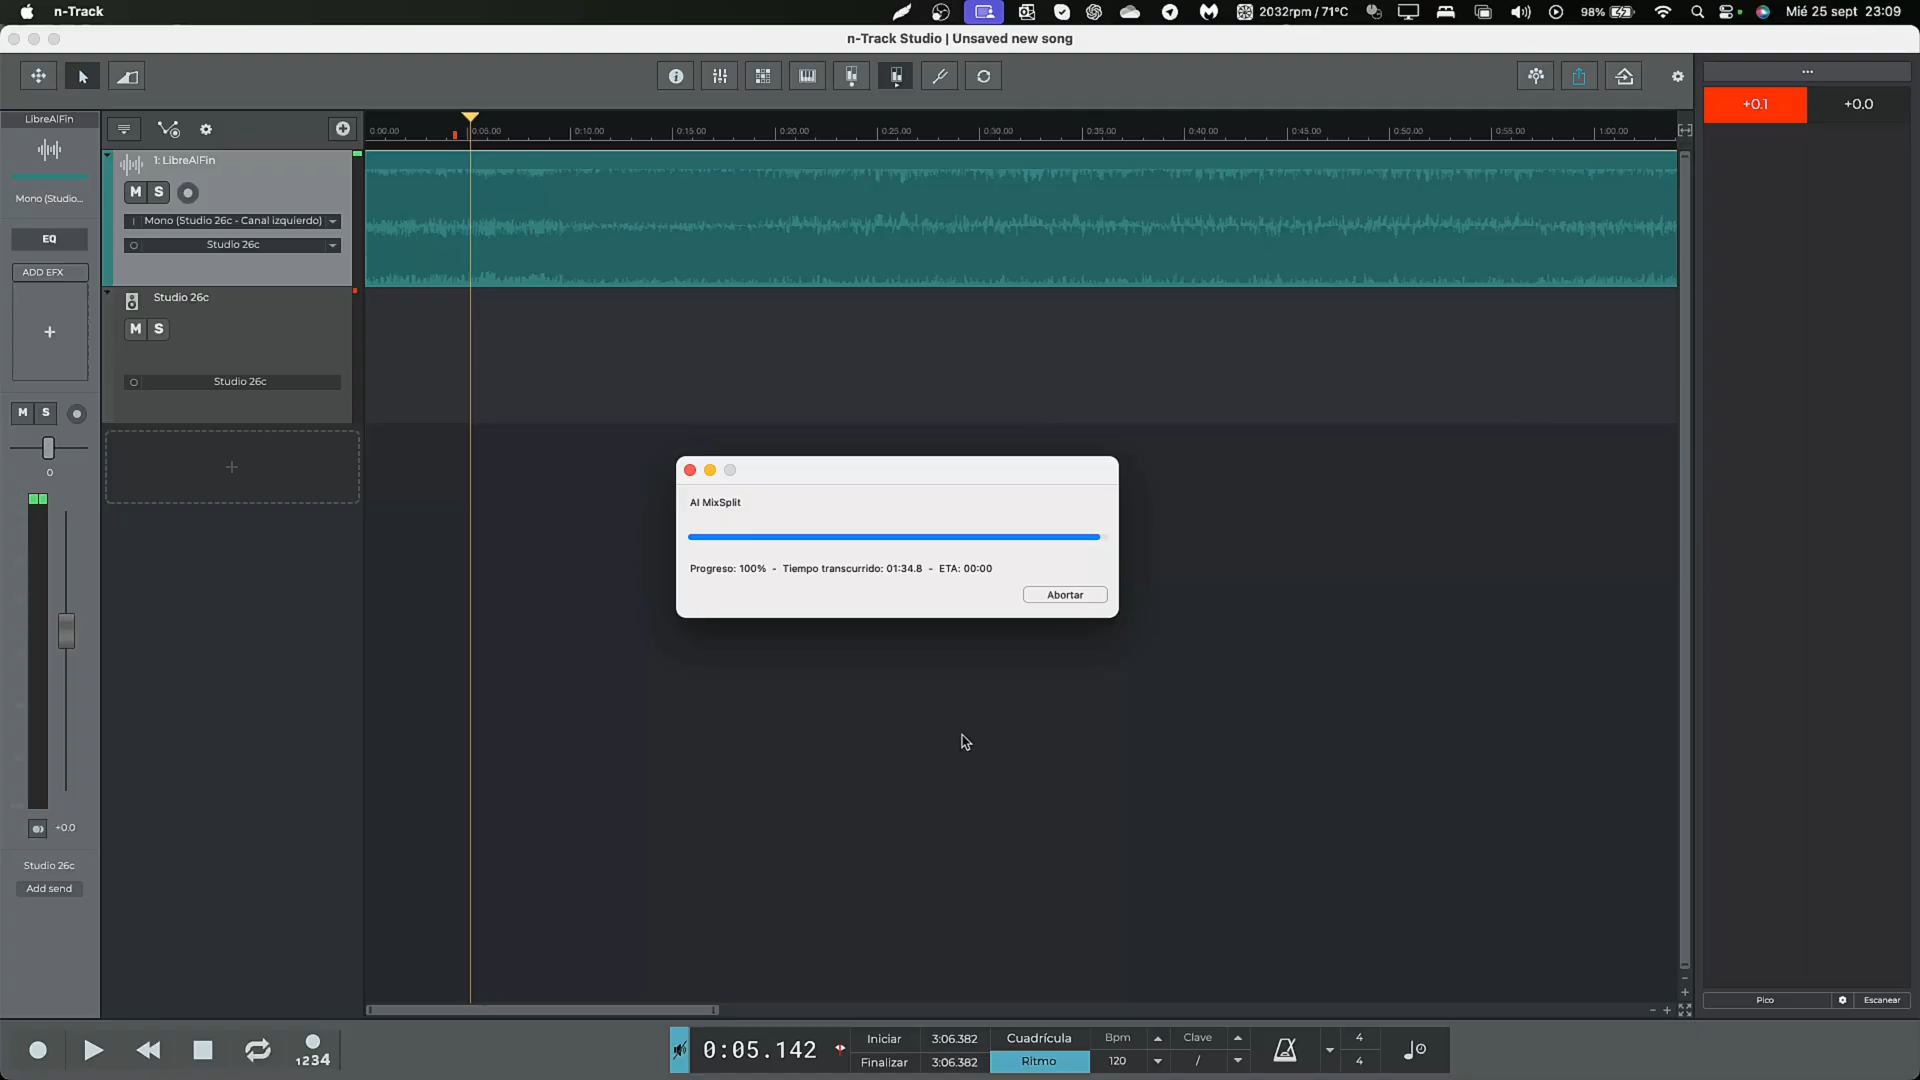 n-Track
2032rpm / 71°C
98%
Mié 25 sept 23:09
n-Track Studio | Unsaved new song
...
+0.1
+0.0
LibreAlFin
0:00.00
0:05.00
0:10.00
0:15.00
0:20.00
0:25.00
0:30.00
0:35.00
0:40.00
0:45.00
0:50.00
0:55.00
1:00.00
1: LibreAlFin
M S
Mono (Studio...
Mono (Studio 26c - Canal izquierdo)
EQ
Studio 26c
ADD EFX
Studio 26c
M S
Studio 26c
M S
0
AI MixSplit
Progreso: 100% - Tiempo transcurrido: 01:34.8 - ETA: 00:00
Abortar
+0.0
Studio 26c
Add send
Pico
Escanear
1234
0:05.142
Iniciar 3:06.382
Finalizar 3:06.382
Cuadrícula
Ritmo
Bpm
120
Clave
/
4
4